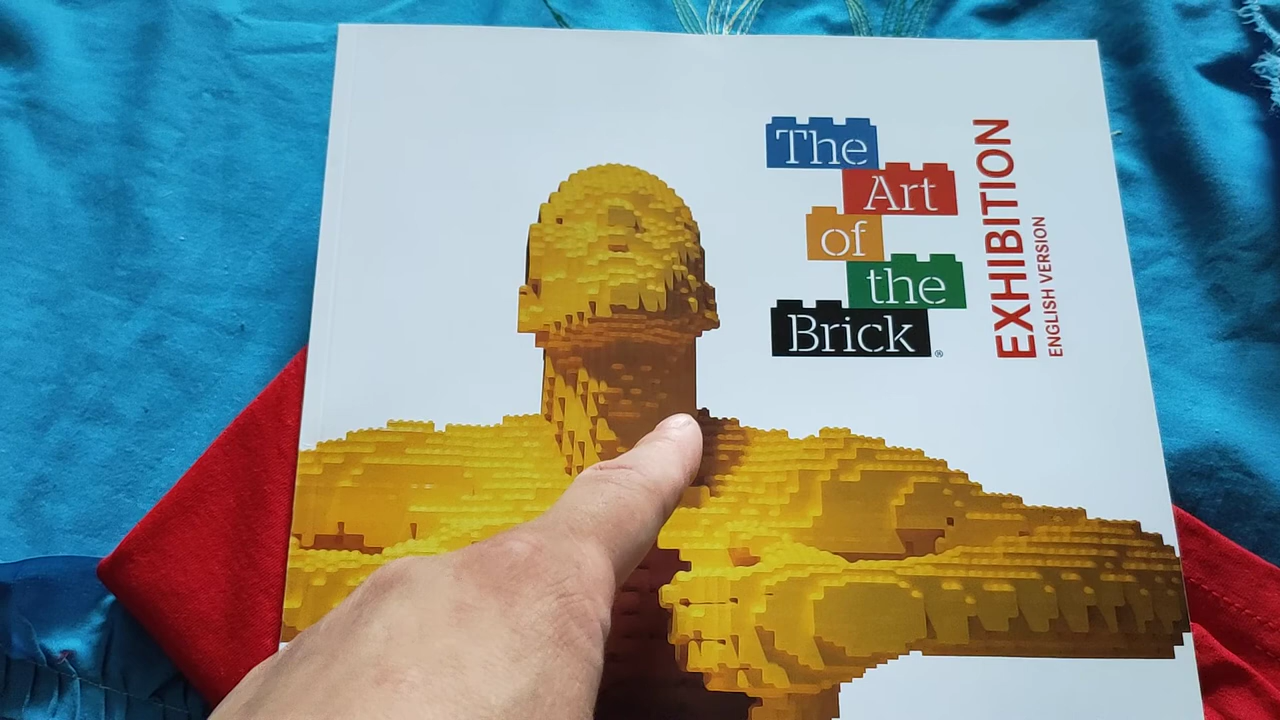 The
Art
of
the
Brick®
EXHIBITION
ENGLISH VERSION